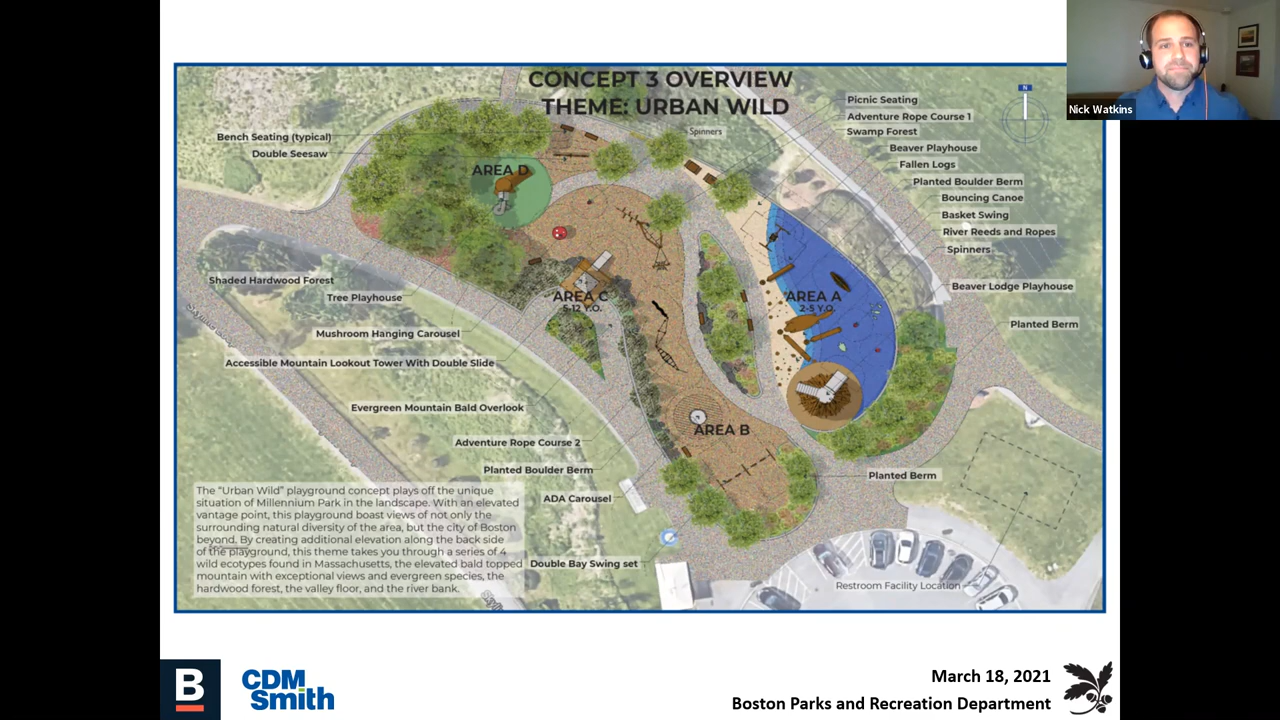 CONCEPT 3 OVERVIEW
THEME: URBAN WILD
Nick Watkins
N
Bench Seating (typical)
Double Seesaw
Spinners
Picnic Seating
Adventure Rope Course 1
Swamp Forest
Beaver Playhouse
Fallen Logs
Planted Boulder Berm
Bouncing Canoe
Basket Swing
River Reeds and Ropes
Spinners
Beaver Lodge Playhouse
Planted Berm
AREA D
AREA C
5-12 Y.O.
AREA A
2-5 Y.O.
AREA B
Shaded Hardwood Forest
Tree Playhouse
Mushroom Hanging Carousel
Accessible Mountain Lookout Tower With Double Slide
Evergreen Mountain Bald Overlook
Adventure Rope Course 2
Planted Boulder Berm
ADA Carousel
Double Bay Swing set
Planted Berm
Restroom Facility Location
The "Urban Wild" playground concept plays off the unique
situation of Millennium Park in the landscape. With an elevated
vantage point, this playground boast views of not only the
surrounding natural diversity of the area, but the city of Boston
beyond. By creating additional elevation along the back side
of the playground, this theme takes you through a series of 4
wild ecotypes found in Massachusetts, the elevated bald topped
mountain with exceptional views and evergreen species, the
hardwood forest, the valley floor, and the river bank.
B
CDM
Smith
March 18, 2021
Boston Parks and Recreation Department